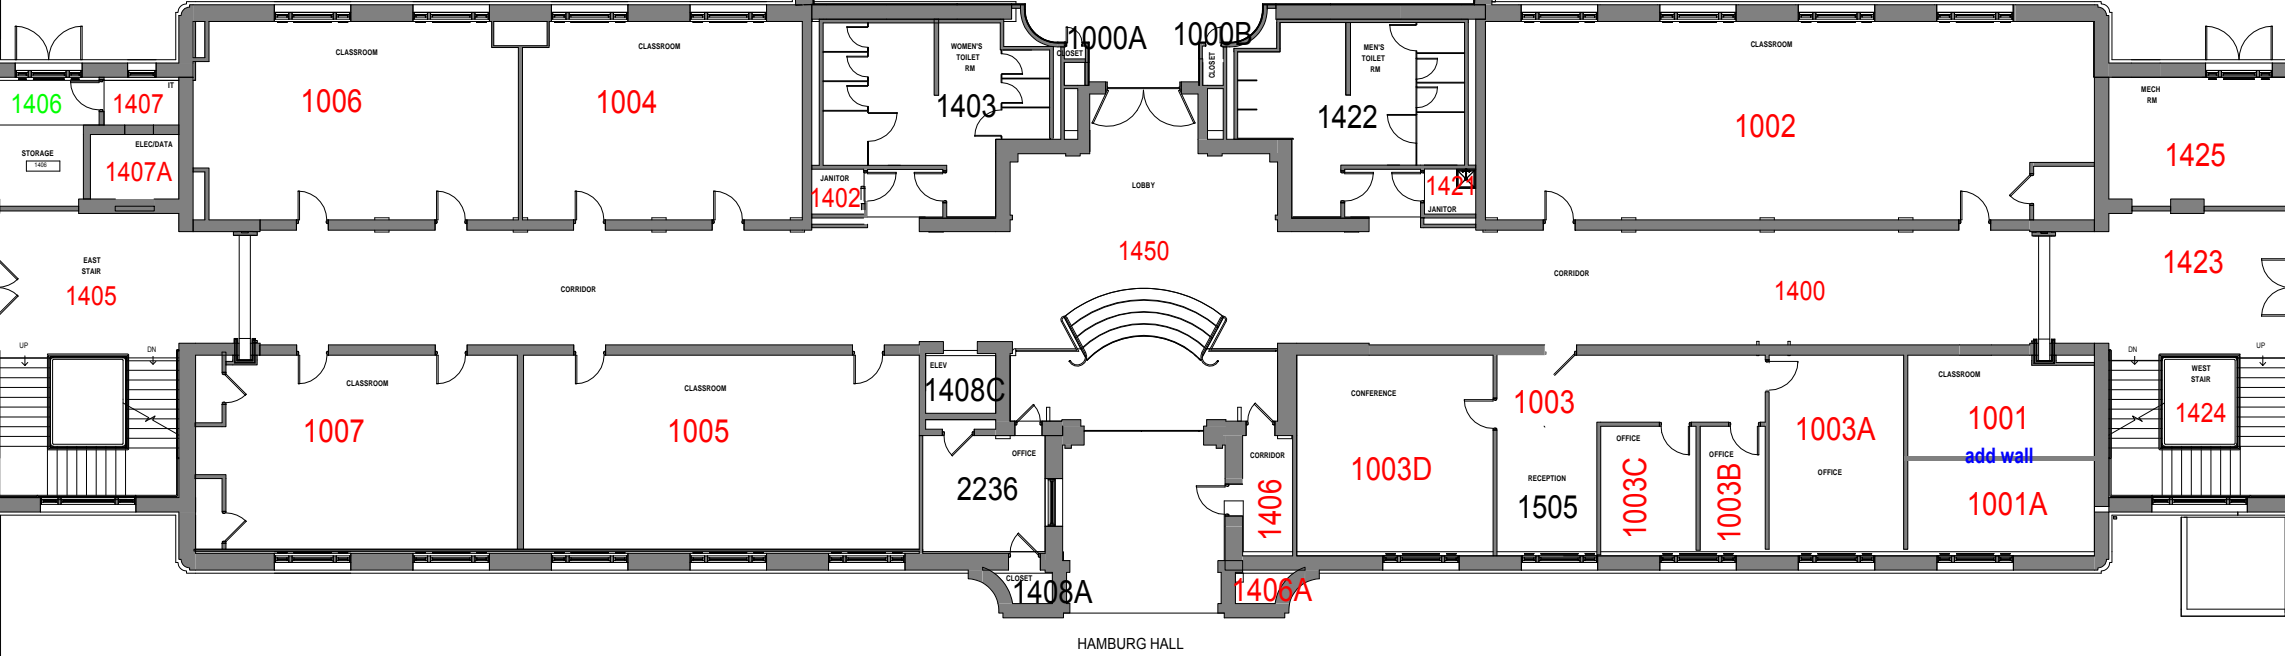 1000A
1000B
CLOSET
CLOSET
CLASSROOM
1006
CLASSROOM
1004
WOMEN'S
TOILET
RM
1403
MEN'S
TOILET
RM
1422
CLASSROOM
1002
MECH
RM
1425
1406
1407
IT
STORAGE
1406
ELEC/DATA
1407A
JANITOR
1402
LOBBY
1421
JANITOR
EAST
STAIR
1405
CORRIDOR
1450
CORRIDOR
1400
1423
UP
DN
CLASSROOM
1007
CLASSROOM
1005
ELEV
1408C
OFFICE
2236
CLOSET
1408A
CORRIDOR
1406
1406A
CONFERENCE
1003D
1003
RECEPTION
1505
OFFICE
1003C
OFFICE
1003B
1003A
OFFICE
CLASSROOM
1001
add wall
1001A
DN
UP
WEST
STAIR
1424
HAMBURG HALL